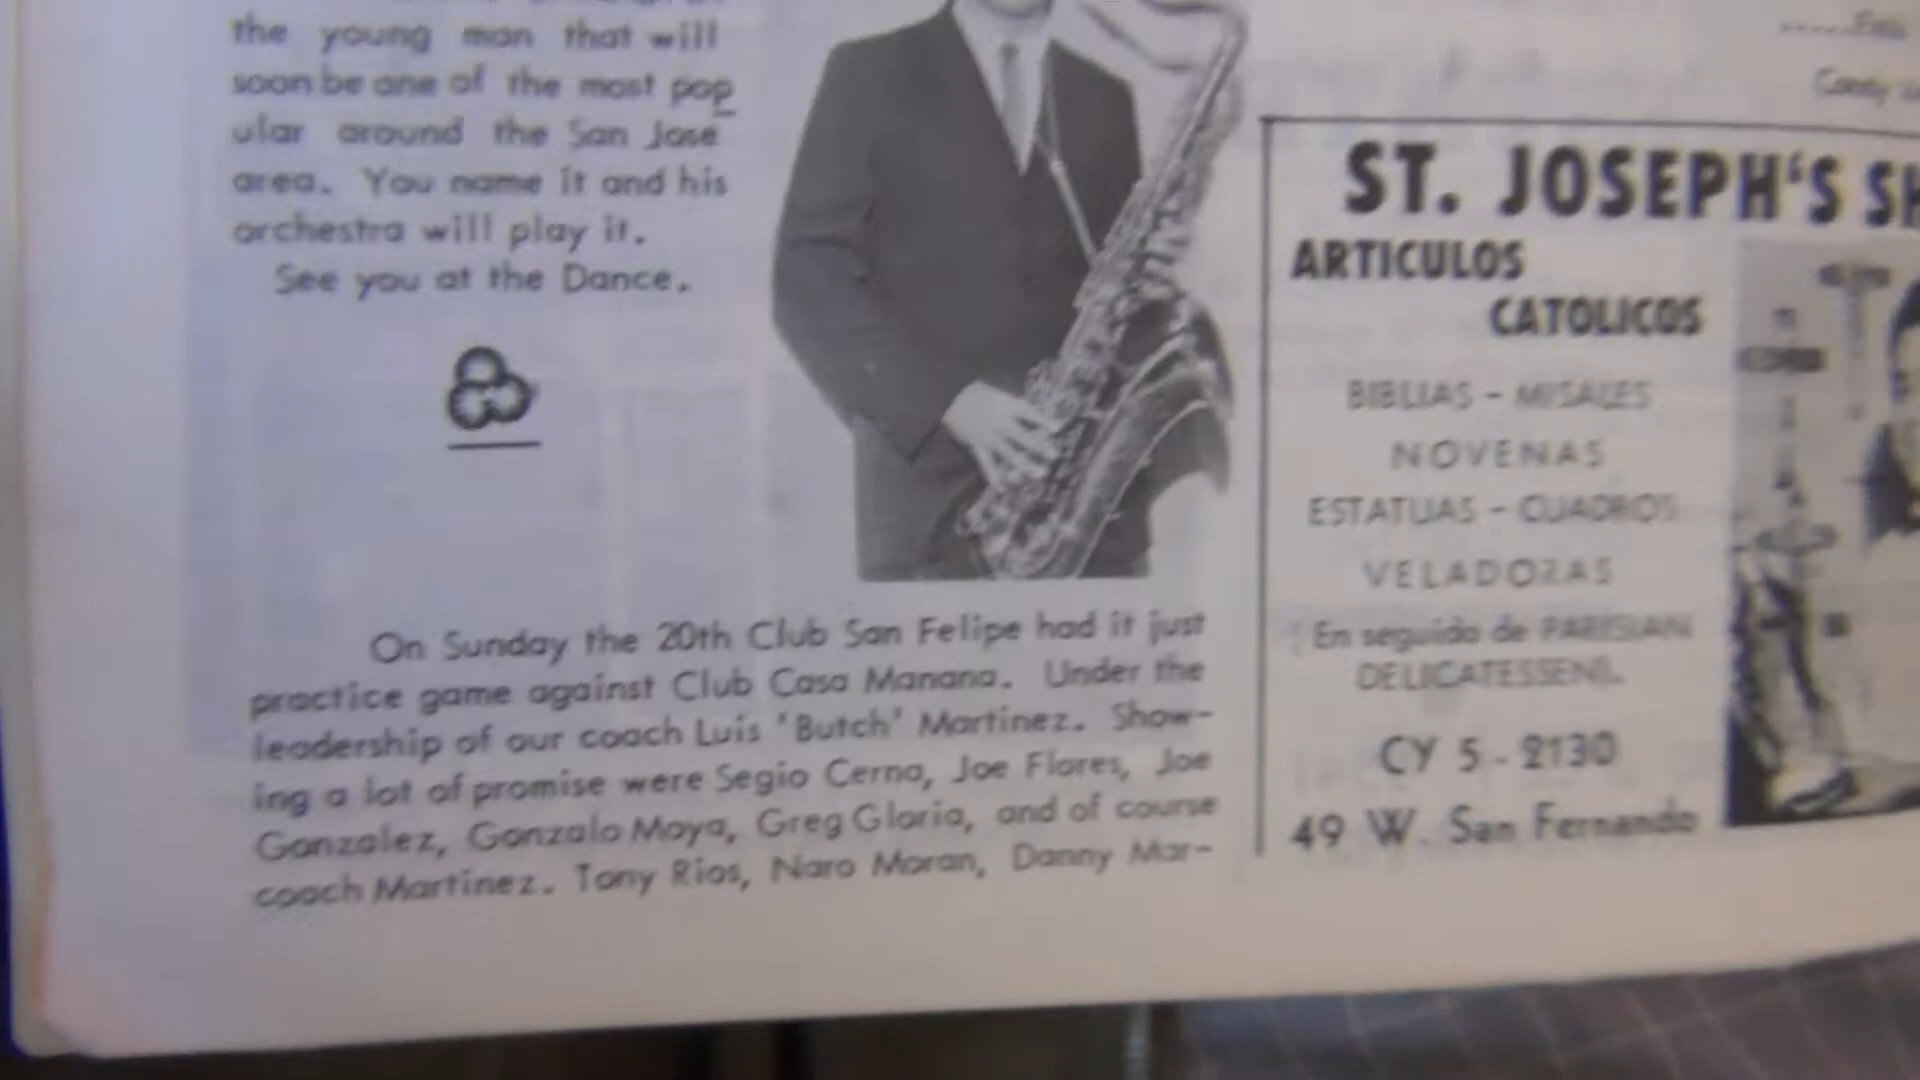 the young man that will
soon be one of the most pop
ular around the San José
area. You name it and his
orchestra will play it.
See you at the Dance.
On Sunday the 20th Club San Felipe had it just
practice game against Club Casa Manana. Under the
leadership of our coach Luis 'Butch' Martinez. Show-
ing a lot of promise were Segio Cerna, Joe Flores, Joe
Gonzalez, Gonzalo Moya, Greg Gloria, and of course
coach Martinez. Tony Rios, Naro Moran, Danny Mar-
Candy
ST. JOSEPH'S SH
ARTICULOS
CATOLICOS
BIBLIAS - MISALES
NOVENAS
ESTATUAS - CUADROS
VELADORAS
En seguida de PARISIAN
DELICATESSEN
CY 5 - 2130
49 W. San Fernando